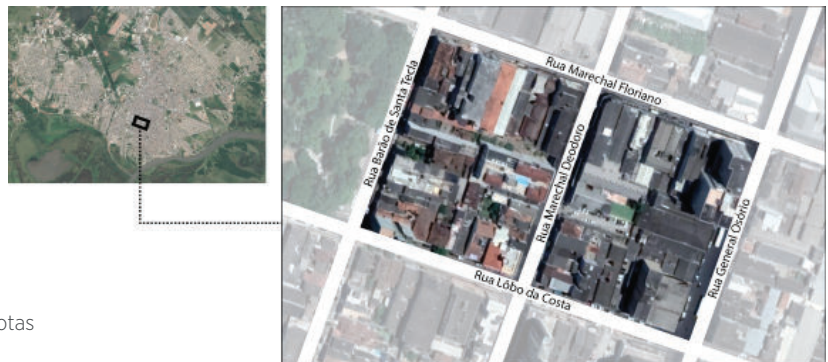 Rua Marechal Floriano
Rua Barão de Santa Tecla
Rua Marechal Deodoro
Rua General Osório
Rua Lôbo da Costa
otas